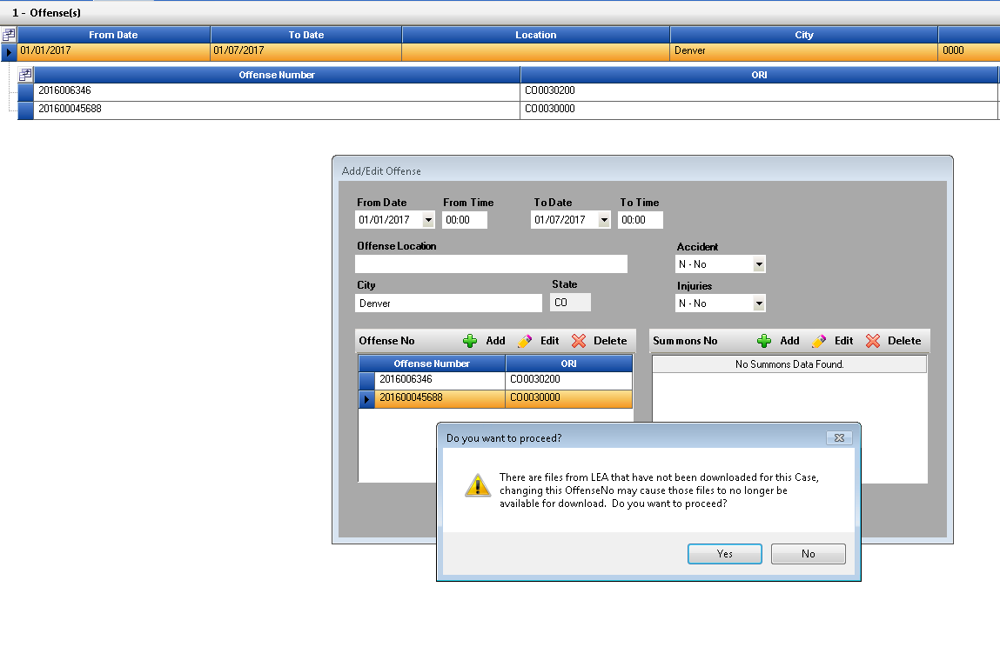 1 - Offense(s)
From Date To Date Location City
01/01/2017 01/07/2017 Denver 0000
Offense Number ORI
2016006346 CO0030200
201600045688 CO0030000
Add/Edit Offense
From Date From Time To Date To Time
01/01/2017 00:00 01/07/2017 00:00
Offense Location Accident
N - No
City State Injuries
Denver CO N - No
Offense No Add Edit Delete Summons No Add Edit Delete
Offense Number ORI No Summons Data Found.
2016006346 CO0030200
201600045688 CO0030000
Do you want to proceed?
There are files from LEA that have not been downloaded for this Case,
changing this OffenseNo may cause those files to no longer be
available for download. Do you want to proceed?
Yes No